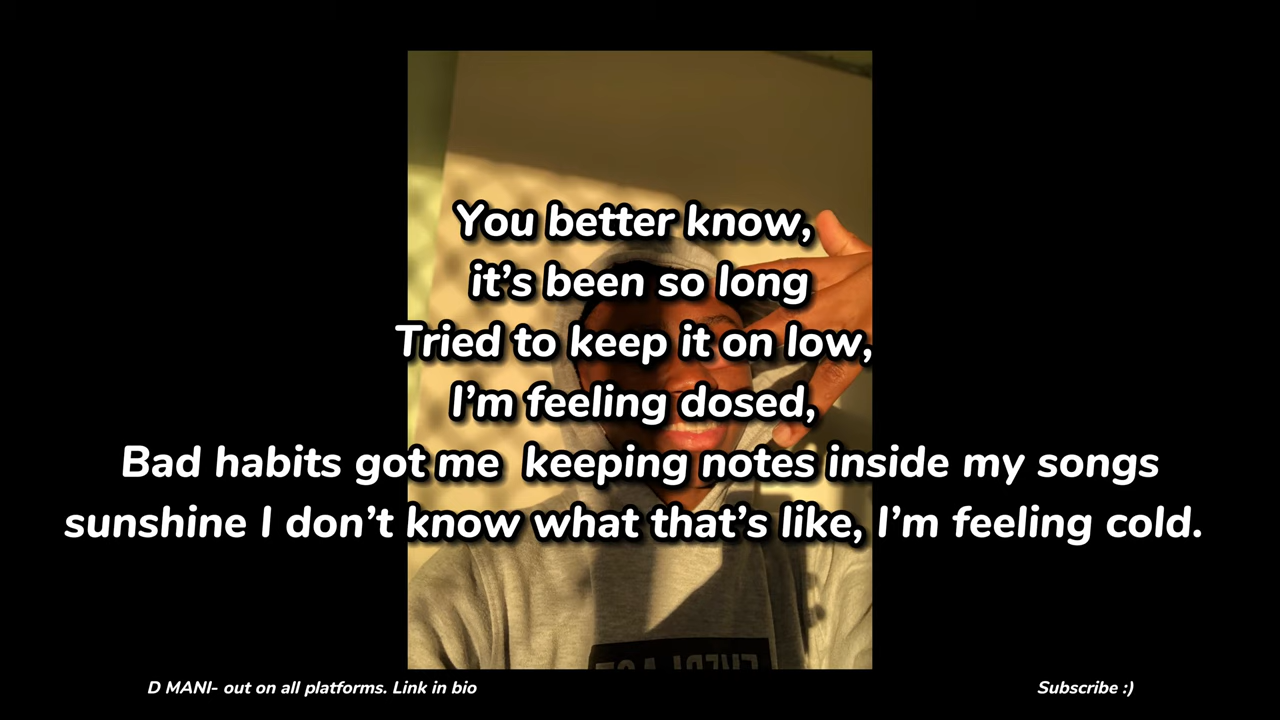 You better know,
it's been so long
Tried to keep it on low,
I'm feeling dosed,
Bad habits got me  keeping notes inside my songs
sunshine I don't know what that's like, I'm feeling cold.
D MANI- out on all platforms. Link in bio
Subscribe :)